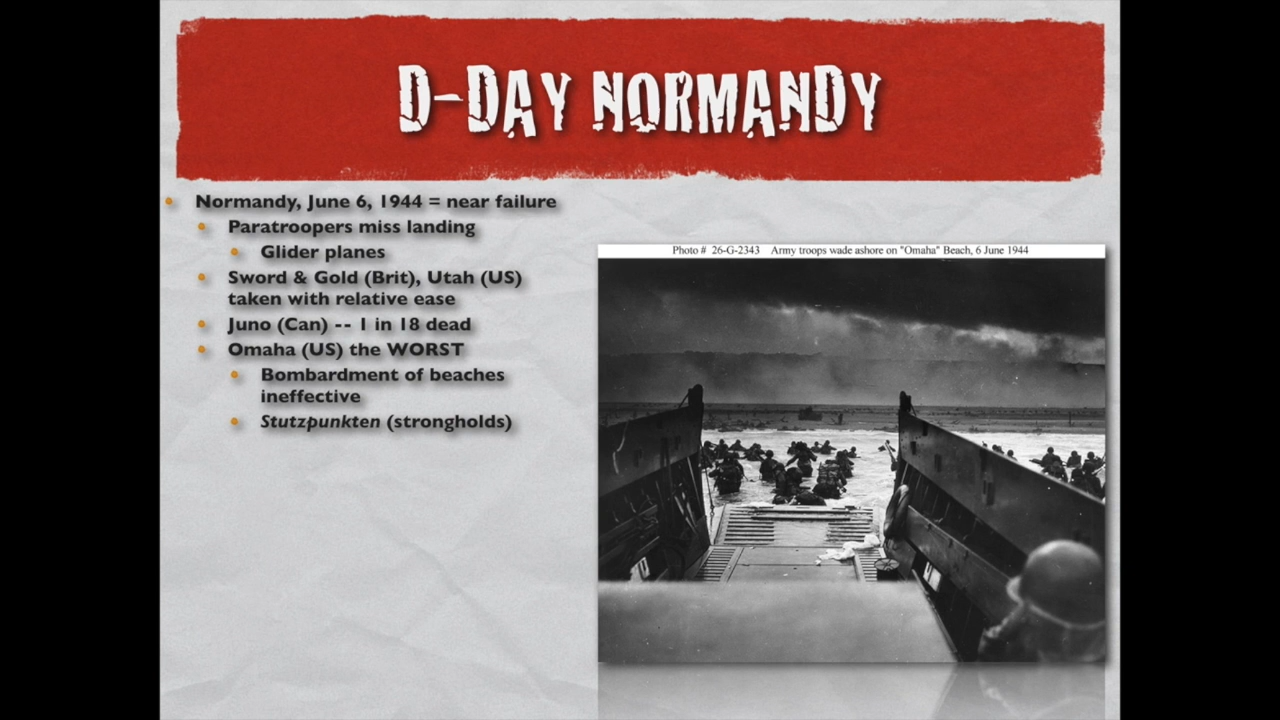 D-DAY NORMANDY
Normandy, June 6, 1944 = near failure
Paratroopers miss landing
Glider planes
Sword & Gold (Brit), Utah (US)
taken with relative ease
Juno (Can) -- 1 in 18 dead
Omaha (US) the WORST
Bombardment of beaches
ineffective
Stutzpunkten (strongholds)
Photo # 26-G-2343 Army troops wade ashore on "Omaha" Beach, 6 June 1944